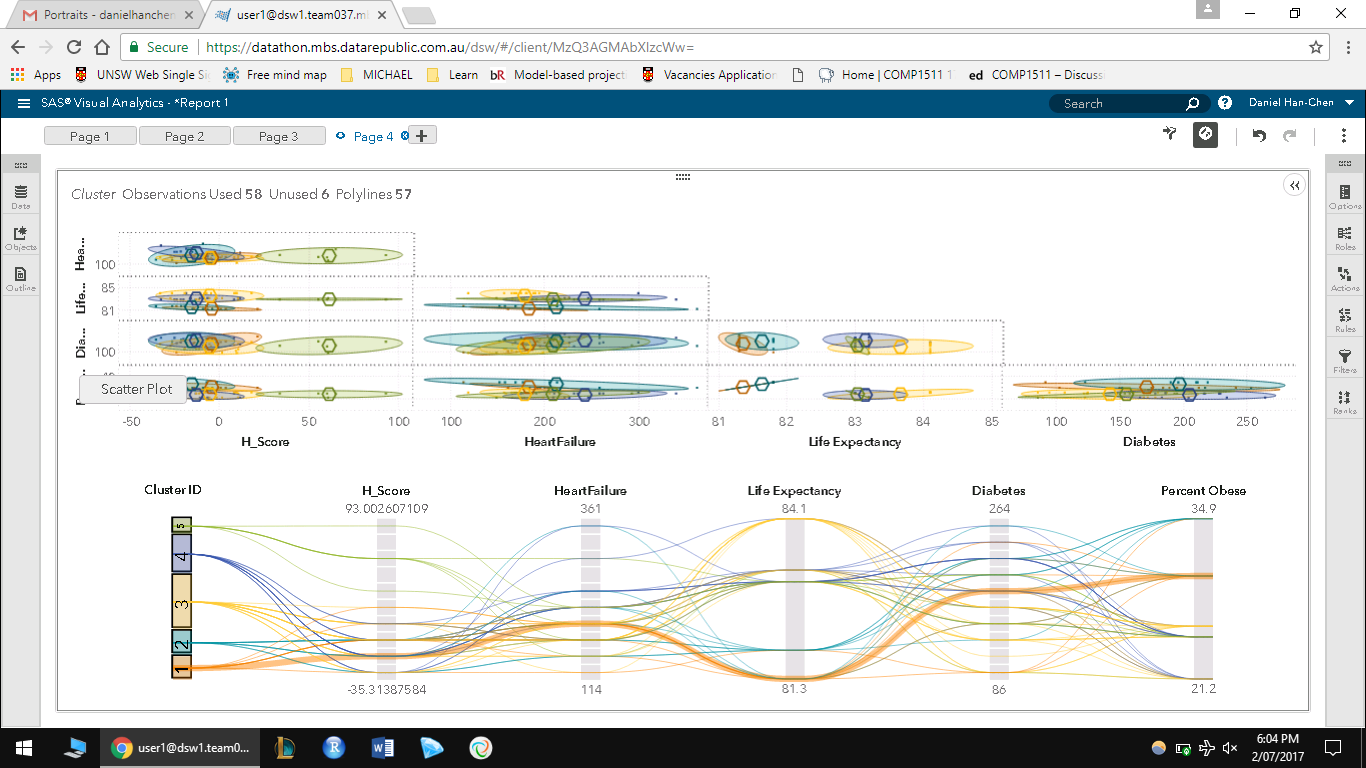 Portraits - danielhanchen
user1@dsw1.team037.m
Secure https://datathon.mbs.datarepublic.com.au/dsw/#/client/MzQ3AGMAbXIzcWw=
Apps UNSW Web Single Si Free mind map MICHAEL Learn bR Model-based project Vacancies Application Home | COMP1511 1 ed COMP1511 – Discuss
SAS® Visual Analytics - *Report 1 Search ? Daniel Han-Chen
Page 1 Page 2 Page 3 Page 4 +
Data
Objects
Outline
Options
Roles
Actions
Rules
Filters
Ranks
Cluster Observations Used 58 Unused 6 Polylines 57
Hea...
100
Life...
85
81
Dia...
100
Scatter Plot
-50 0 50 100 100 200 300 81 82 83 84 85 100 150 200 250
H_Score HeartFailure Life Expectancy Diabetes
Cluster ID H_Score HeartFailure Life Expectancy Diabetes Percent Obese
93.002607109 361 84.1 264 34.9
5
4
3
2
1
-35.31387584 114 81.3 86 21.2
user1@dsw1.team0...
R
W
6:04 PM
2/07/2017